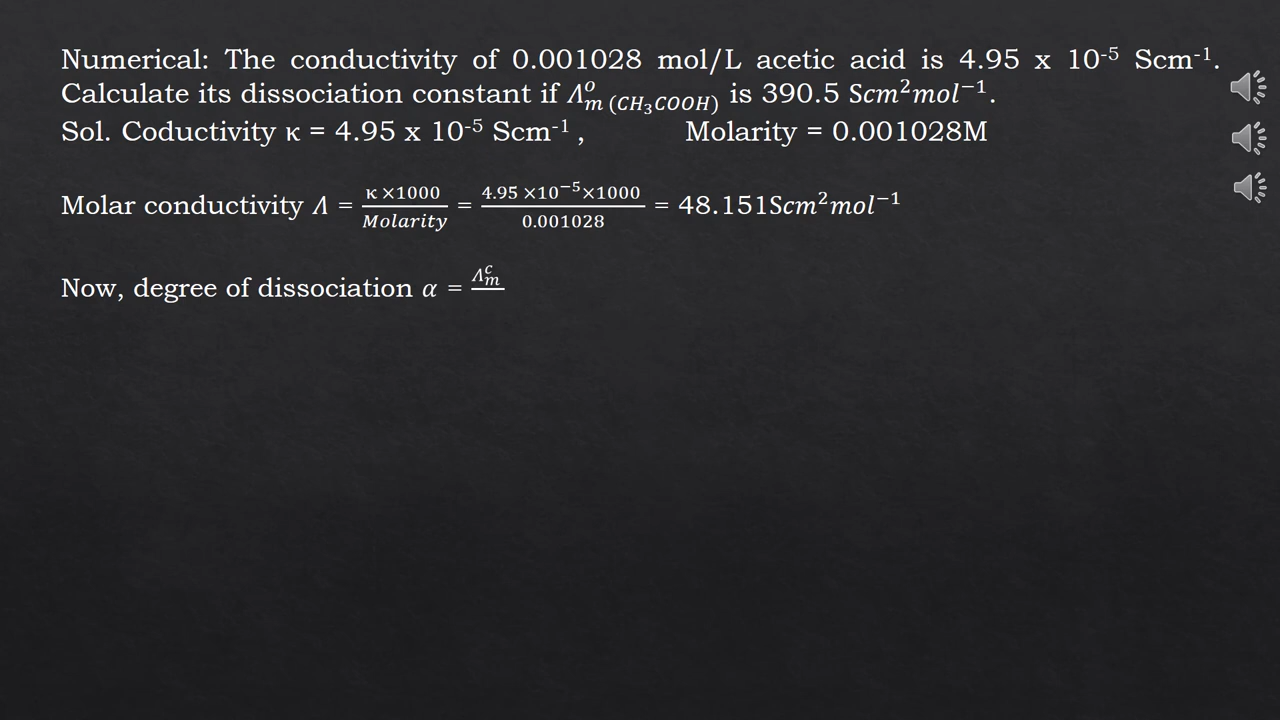 Numerical: The conductivity of 0.001028 mol/L acetic acid is 4.95 x 10⁻⁵ Scm⁻¹.
Calculate its dissociation constant if Λ°ₘ (CH₃COOH) is 390.5 Scm²mol⁻¹.
Sol. Coductivity κ = 4.95 x 10⁻⁵ Scm⁻¹ , Molarity = 0.001028M
Molar conductivity Λ = (κ ×1000)/(Molarity) = (4.95 ×10⁻⁵×1000)/(0.001028) = 48.151Scm²mol⁻¹
Now, degree of dissociation α = Λᶜₘ/